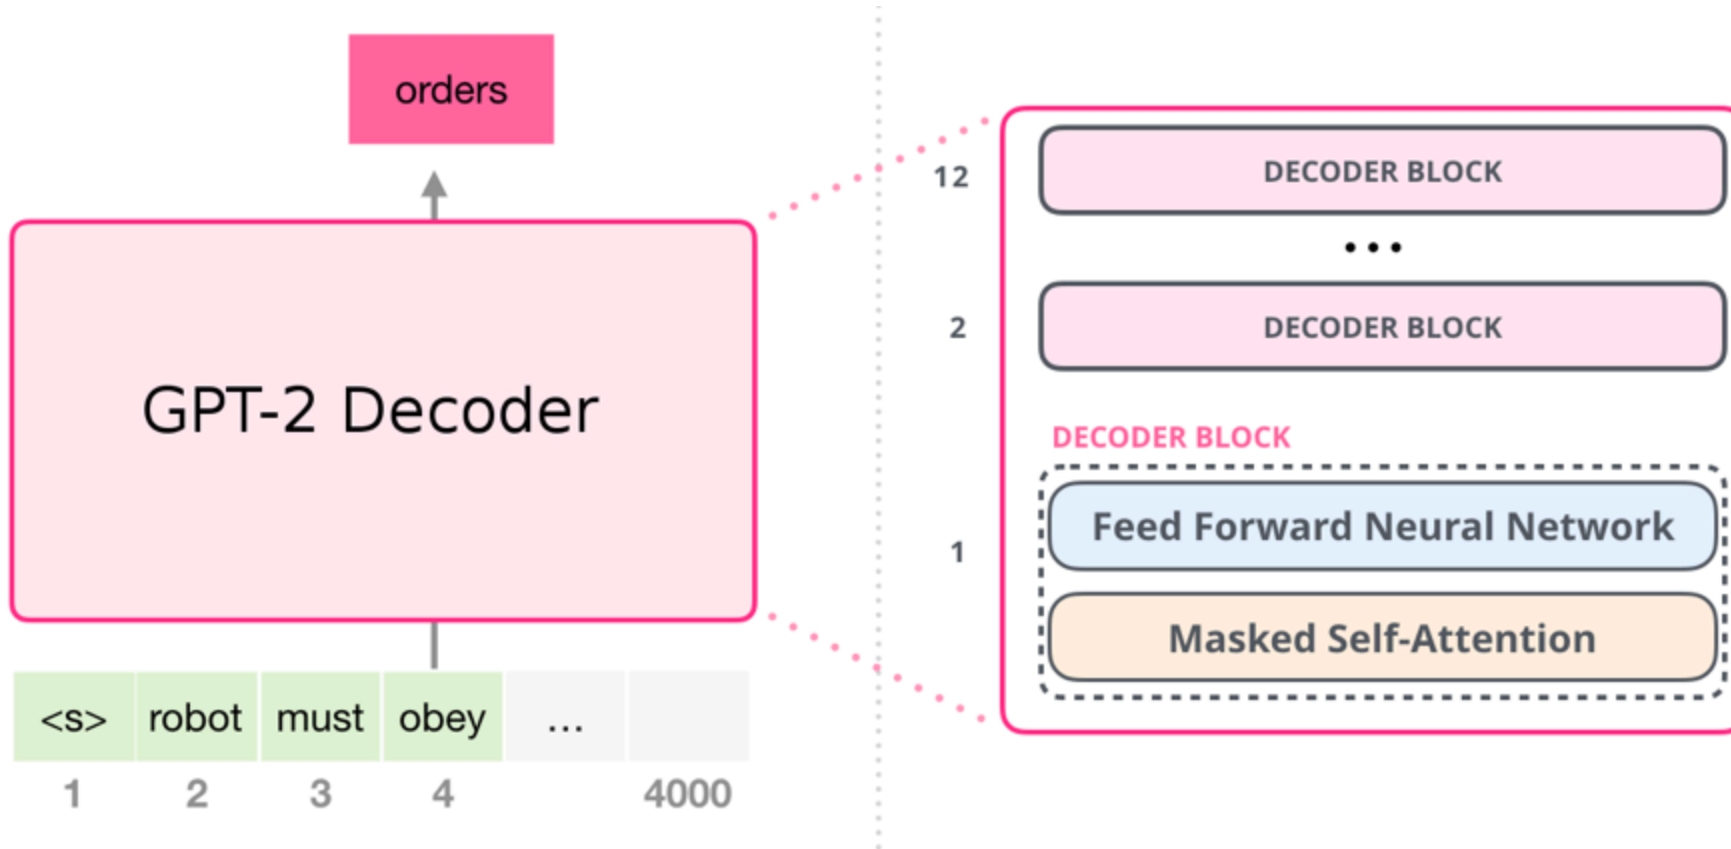 orders
GPT-2 Decoder
<s> robot must obey ...
1 2 3 4 4000
12 DECODER BLOCK
...
2 DECODER BLOCK
DECODER BLOCK
Feed Forward Neural Network
1
Masked Self-Attention